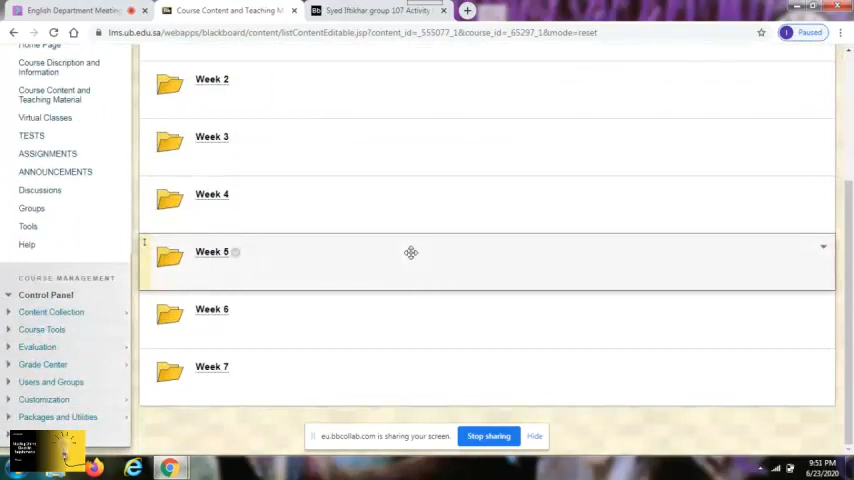 English Department Meeting
Course Content and Teaching M
Syed Iftikhar group 107 Activity
lms.ub.edu.sa/webapps/blackboard/content/listContentEditable.jsp?content_id=_555077_1&course_id=_65297_1&mode=reset
Paused
Home Page
Course Discription and
Information
Course Content and
Teaching Material
Virtual Classes
TESTS
ASSIGNMENTS
ANNOUNCEMENTS
Discussions
Groups
Tools
Help
COURSE MANAGEMENT
Control Panel
Content Collection
Course Tools
Evaluation
Grade Center
Users and Groups
Customization
Packages and Utilities
Week 2
Week 3
Week 4
Week 5
Week 6
Week 7
eu.bbcollab.com is sharing your screen.
Stop sharing
Hide
9:51 PM
6/23/2020